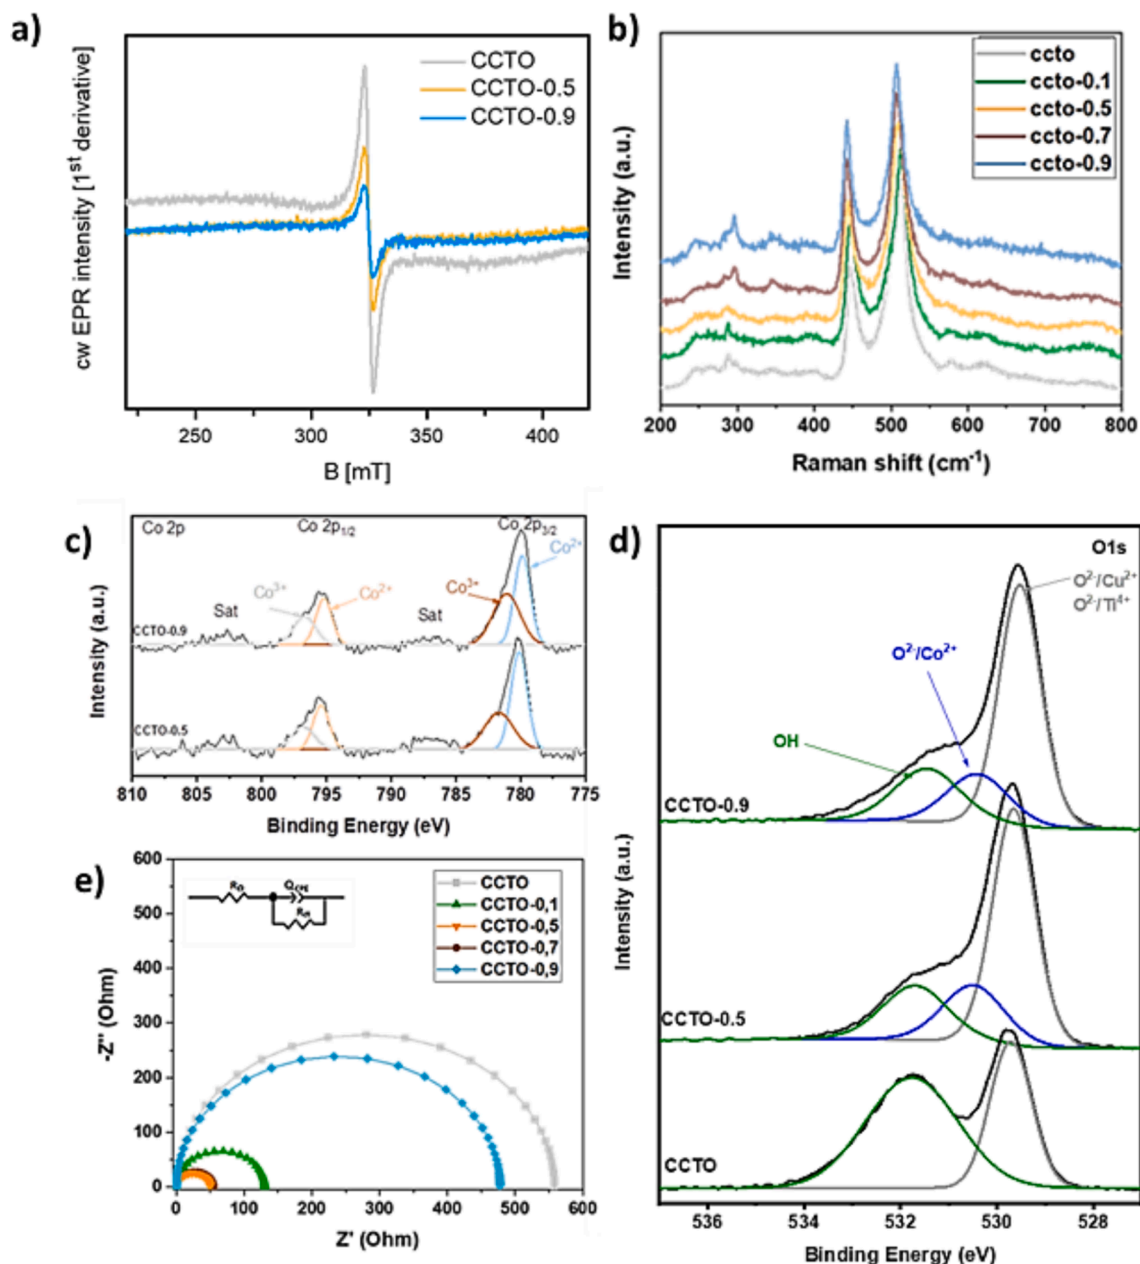 a)
cw EPR intensity [1st derivative)
CCTO
CCTO-0.5
CCTO-0.9
250
300
350
400
B [mT]
b)
Intensity (a.u.)
ccto
ccto-0.1
ccto-0.5
ccto-0.7
ccto-0.9
200
300
400
500
600
700
800
Raman shift (cm-1)
c)
Co 2p
Co 2p1/2
Co 2p3/2
Co2+
Co3+
Co3+
Co2+
Sat
Sat
CCTO-0.9
CCTO-0.5
Intensity (a.u.)
810
805
800
795
790
785
780
775
Binding Energy (eV)
d)
O1s
O2-/Cu2+
O2-/Ti4+
O2-/Co2+
OH
CCTO-0.9
CCTO-0.5
CCTO
Intensity (a.u.)
536
534
532
530
528
Binding Energy (eV)
e)
600
500
400
300
200
100
0
-Z'' (Ohm)
CCTO
CCTO-0,1
CCTO-0,5
CCTO-0,7
CCTO-0,9
0
100
200
300
400
500
600
Z' (Ohm)